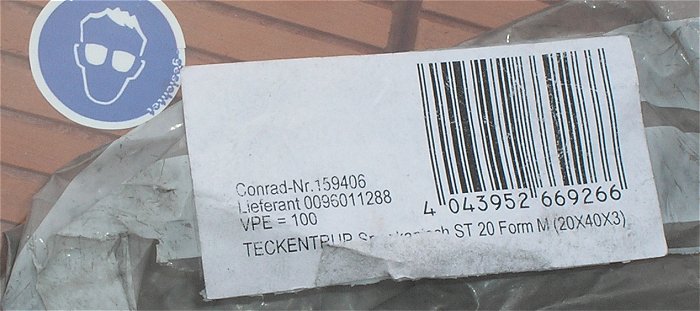 Conrad-Nr.159406
Lieferant 0096011288
VPE = 100
4 043952 669266
TECKENTRUP ST 20 Form M (20X40X3)